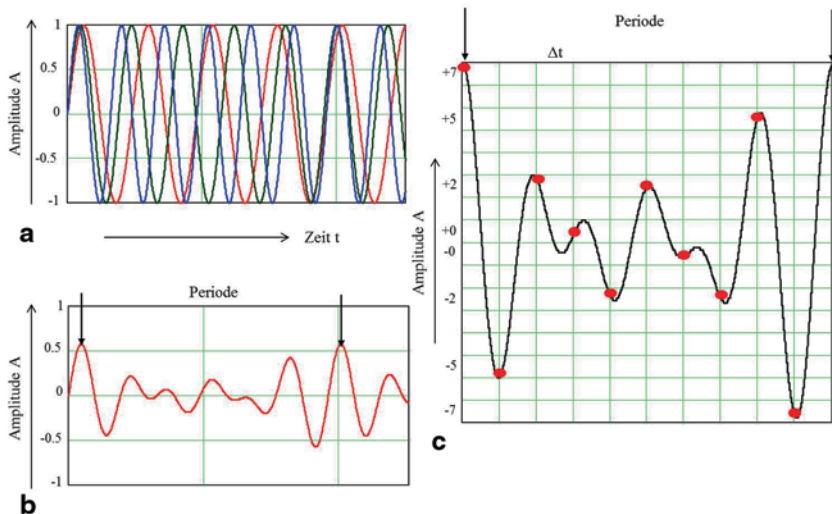 Amplitude A
1
0.5
0
-0.5
-1
a
Zeit t
Periode
Amplitude A
1
0.5
0
-0.5
-1
b
Periode
Δt
Amplitude A
+7
+5
+2
+0
-0
-2
-5
-7
c